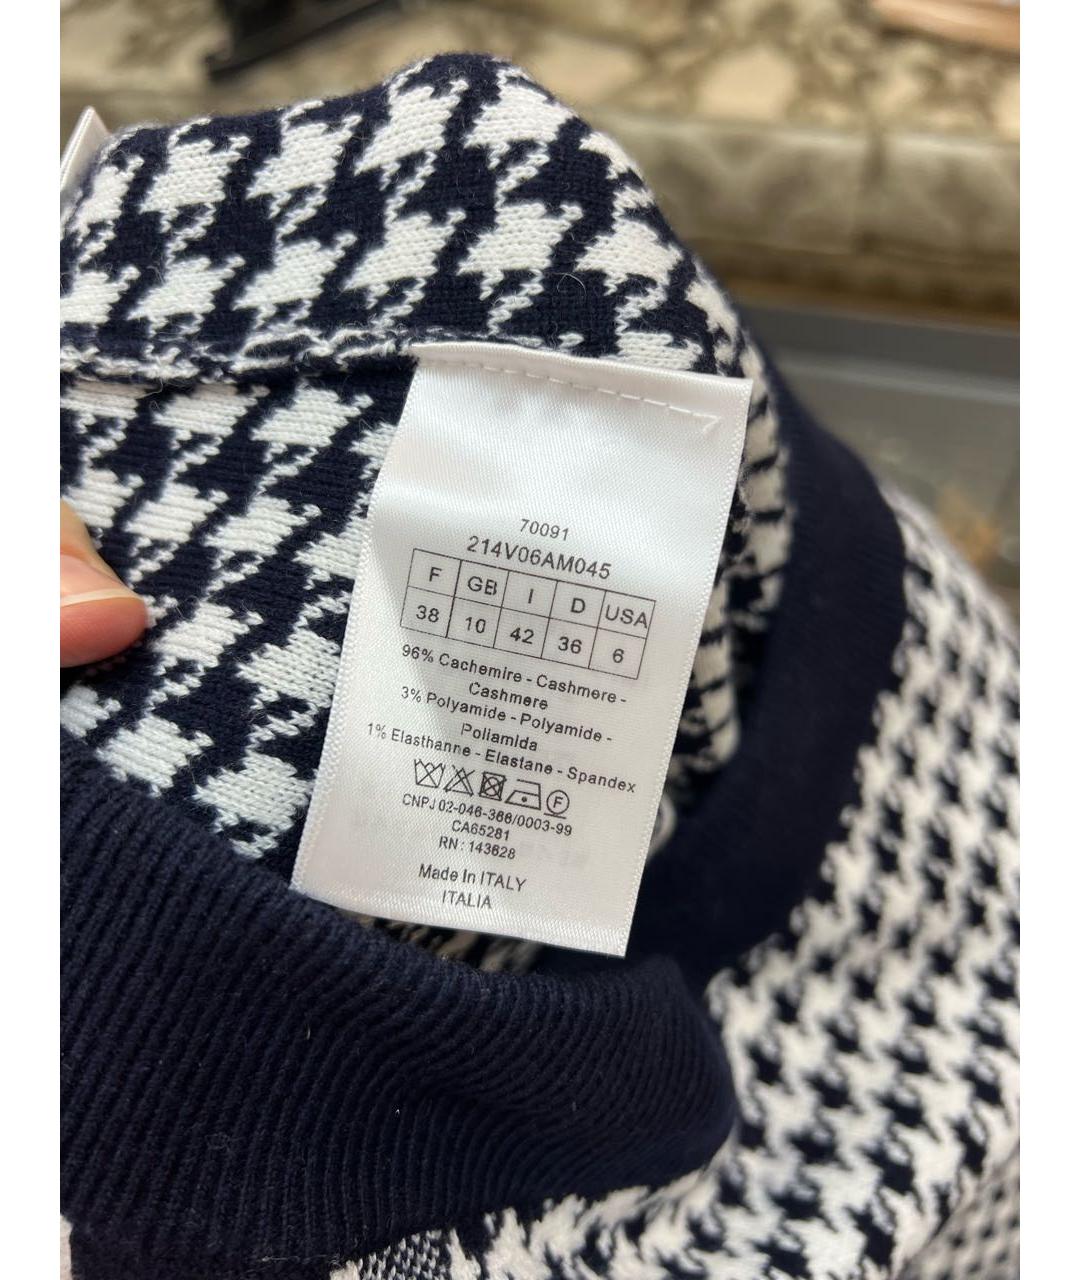 70091
214V06AM045
F GB I D USA
38 10 42 36 6
96% Cachemire - Cashmere -
Cashmere
3% Polyamide - Polyamide -
Poliamida
1% Elasthanne - Elastane - Spandex
F
CNPJ 02-046-366/0003-99
CA65281
RN : 143628
Made In ITALY
ITALIA